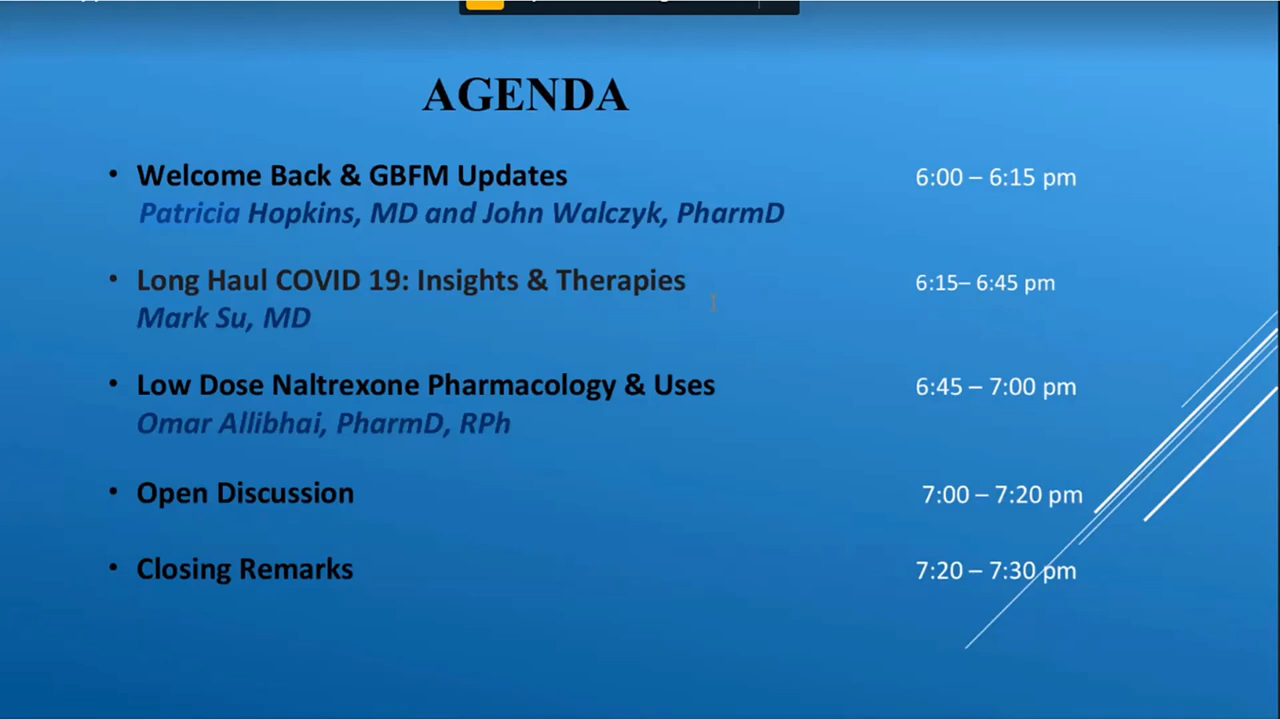 AGENDA
• Welcome Back & GBFM Updates 6:00 – 6:15 pm
Patricia Hopkins, MD and John Walczyk, PharmD
• Long Haul COVID 19: Insights & Therapies 6:15– 6:45 pm
Mark Su, MD
• Low Dose Naltrexone Pharmacology & Uses 6:45 – 7:00 pm
Omar Allibhai, PharmD, RPh
• Open Discussion 7:00 – 7:20 pm
• Closing Remarks 7:20 – 7:30 pm